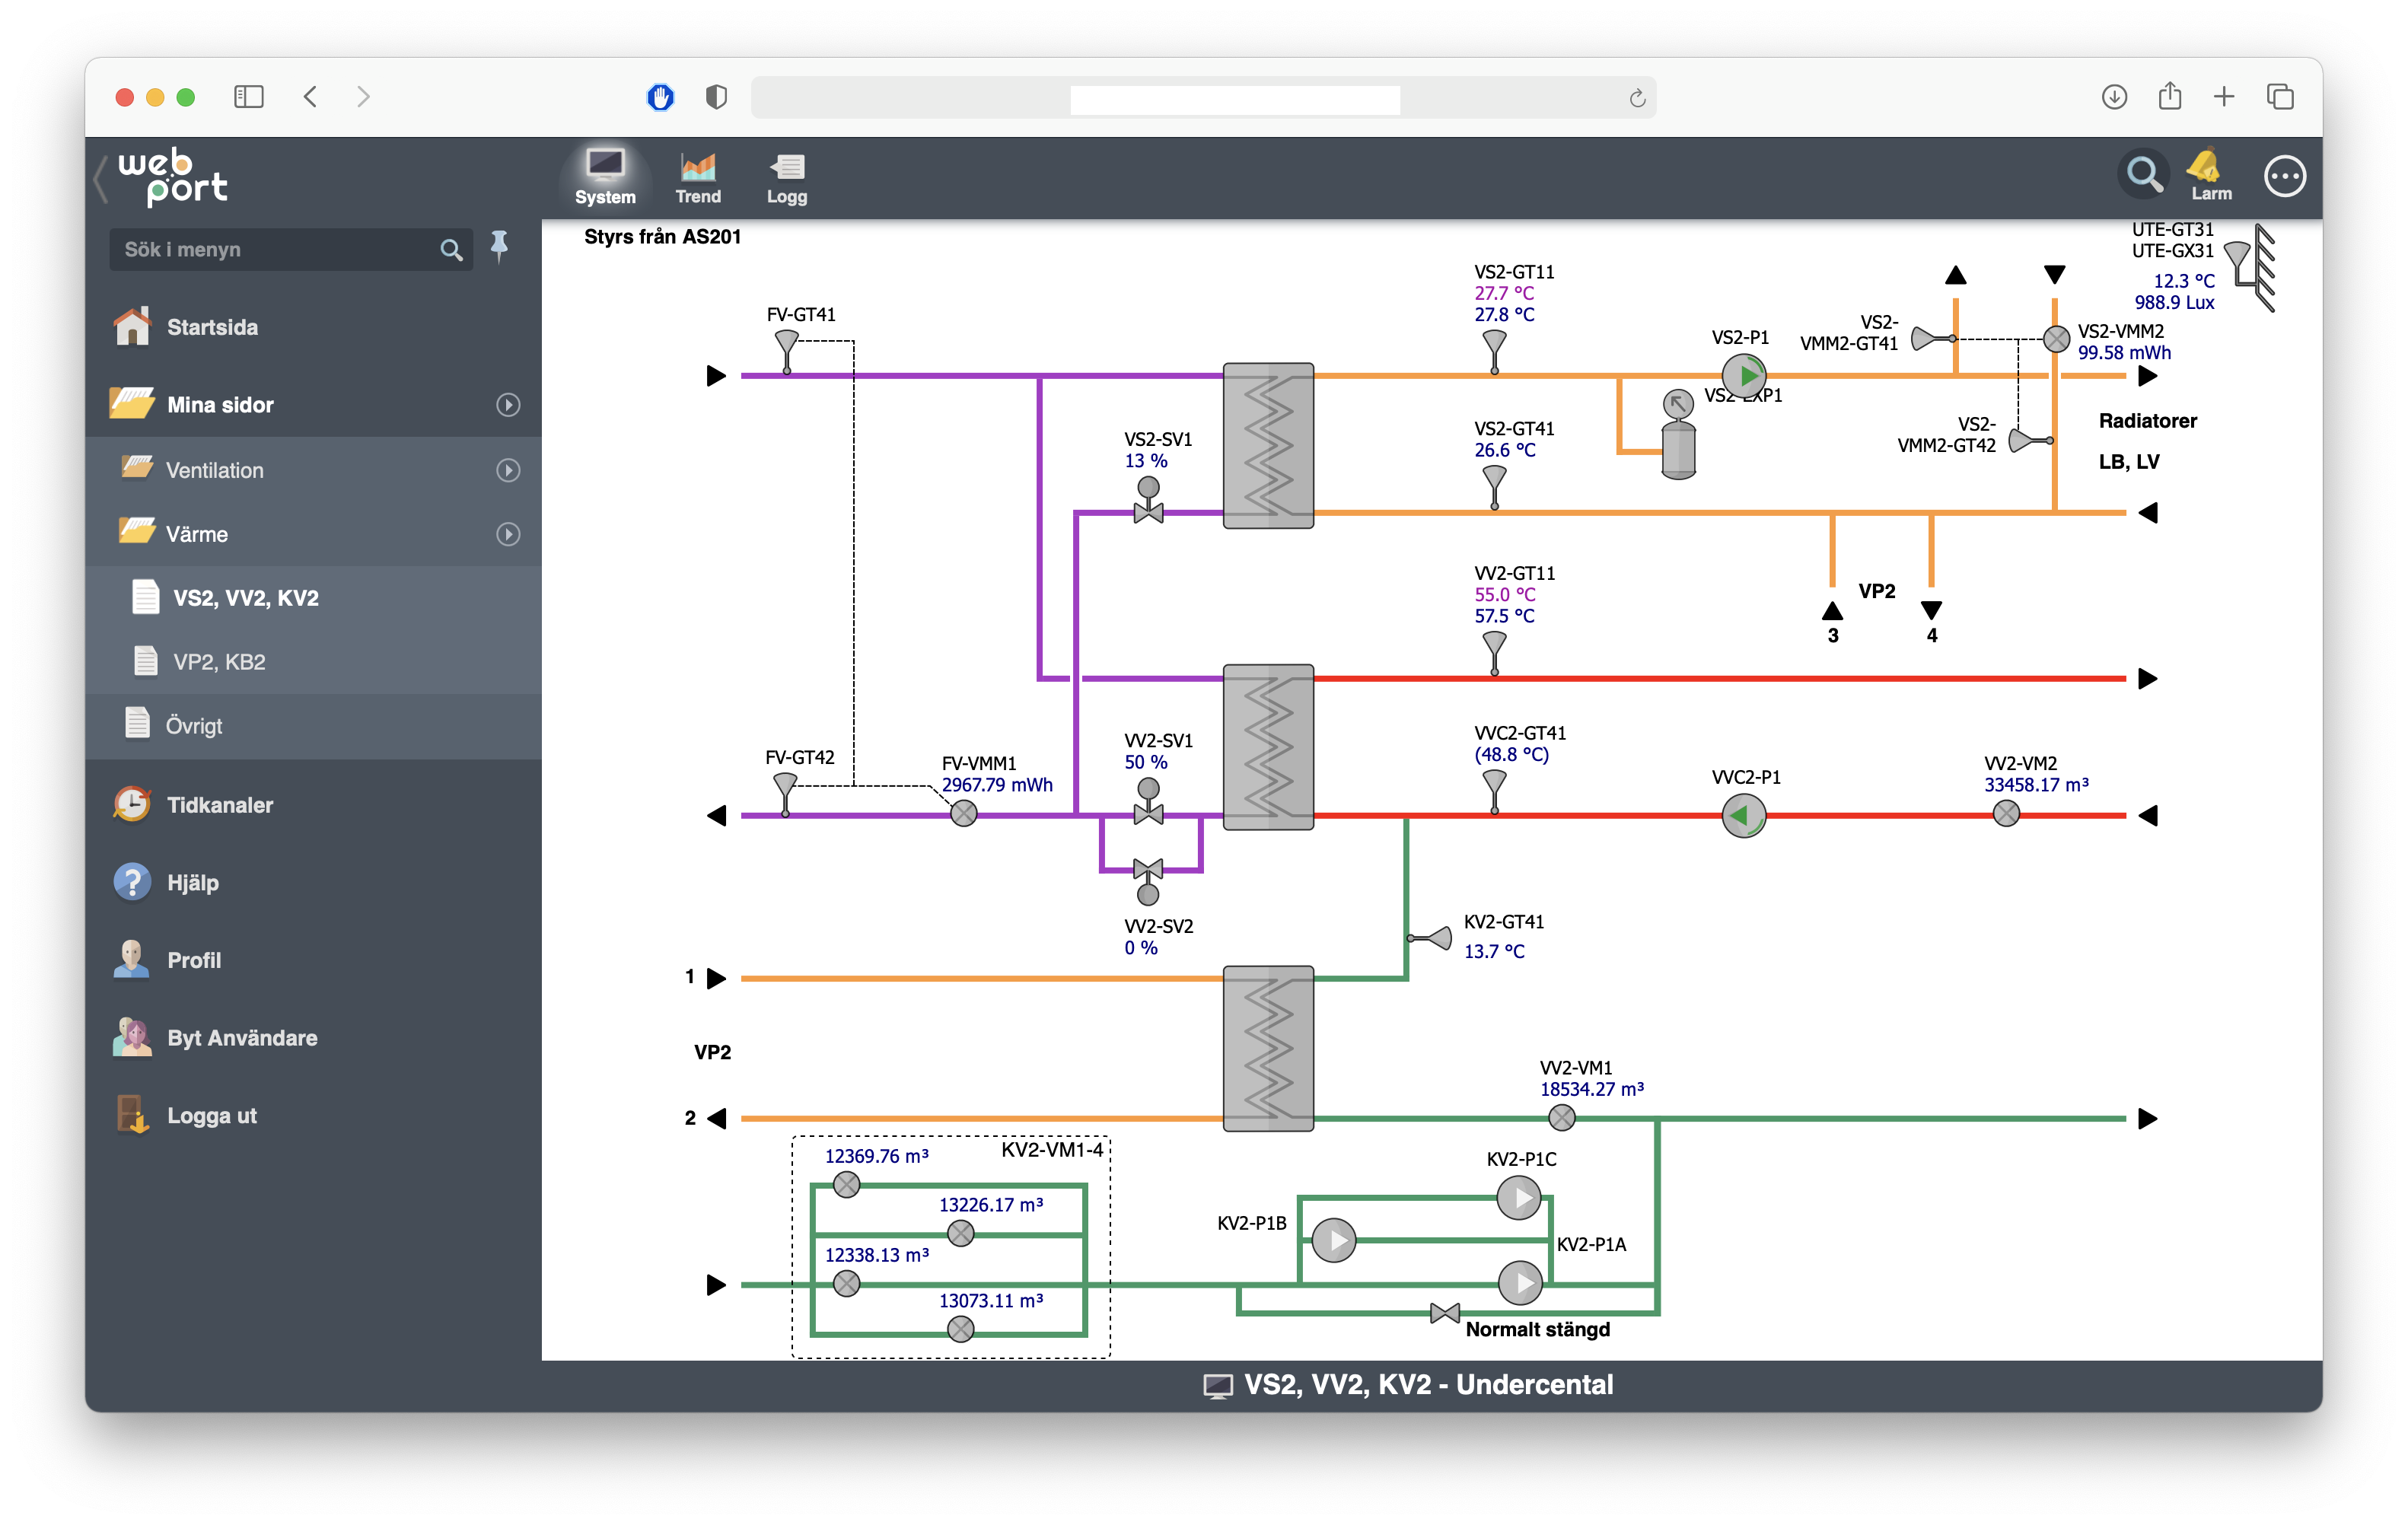 web
port
System
Trend
Logg
Larm
Sök i menyn
Startsida
Mina sidor
Ventilation
Värme
VS2, VV2, KV2
VP2, KB2
Övrigt
Tidkanaler
Hjälp
Profil
Byt Användare
Logga ut
Styrs från AS201
UTE-GT31
UTE-GX31
12.3 °C
988.9 Lux
FV-GT41
VS2-GT11
27.7 °C
27.8 °C
VS2-P1
VS2-EXP1
VS2-
VMM2-GT41
VS2-VMM2
99.58 mWh
VS2-SV1
13 %
VS2-GT41
26.6 °C
VS2-
VMM2-GT42
Radiatorer
LB, LV
VV2-GT11
55.0 °C
57.5 °C
VP2
3
4
FV-GT42
FV-VMM1
2967.79 mWh
VV2-SV1
50 %
VVC2-GT41
(48.8 °C)
VVC2-P1
VV2-VM2
33458.17 m³
VV2-SV2
0 %
KV2-GT41
13.7 °C
1
VP2
2
VV2-VM1
18534.27 m³
KV2-VM1-4
12369.76 m³
13226.17 m³
12338.13 m³
13073.11 m³
KV2-P1C
KV2-P1B
KV2-P1A
Normalt stängd
VS2, VV2, KV2 - Undercental